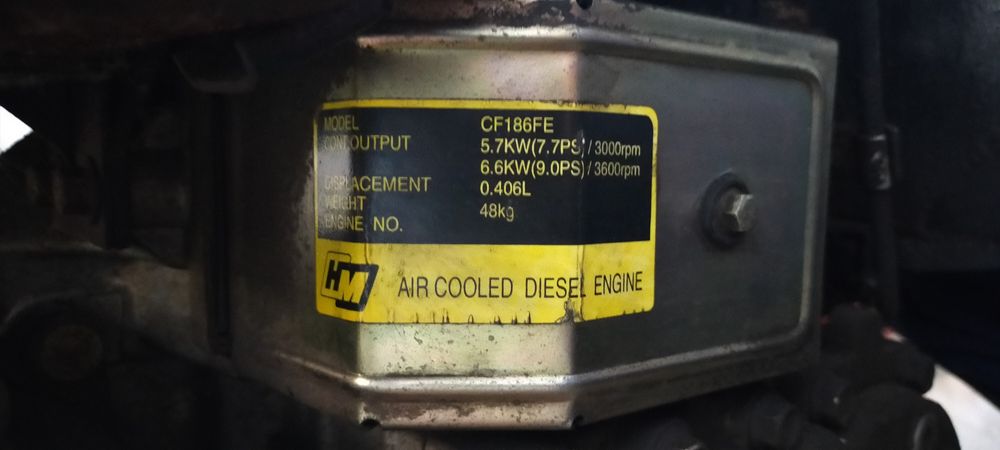 MODEL CF186FE
CONT.OUTPUT 5.7KW(7.7PS)/3000rpm
6.6KW(9.0PS)/3600rpm
DISPLACEMENT 0.406L
WEIGHT 48kg
ENGINE NO.
HM AIR COOLED DIESEL ENGINE